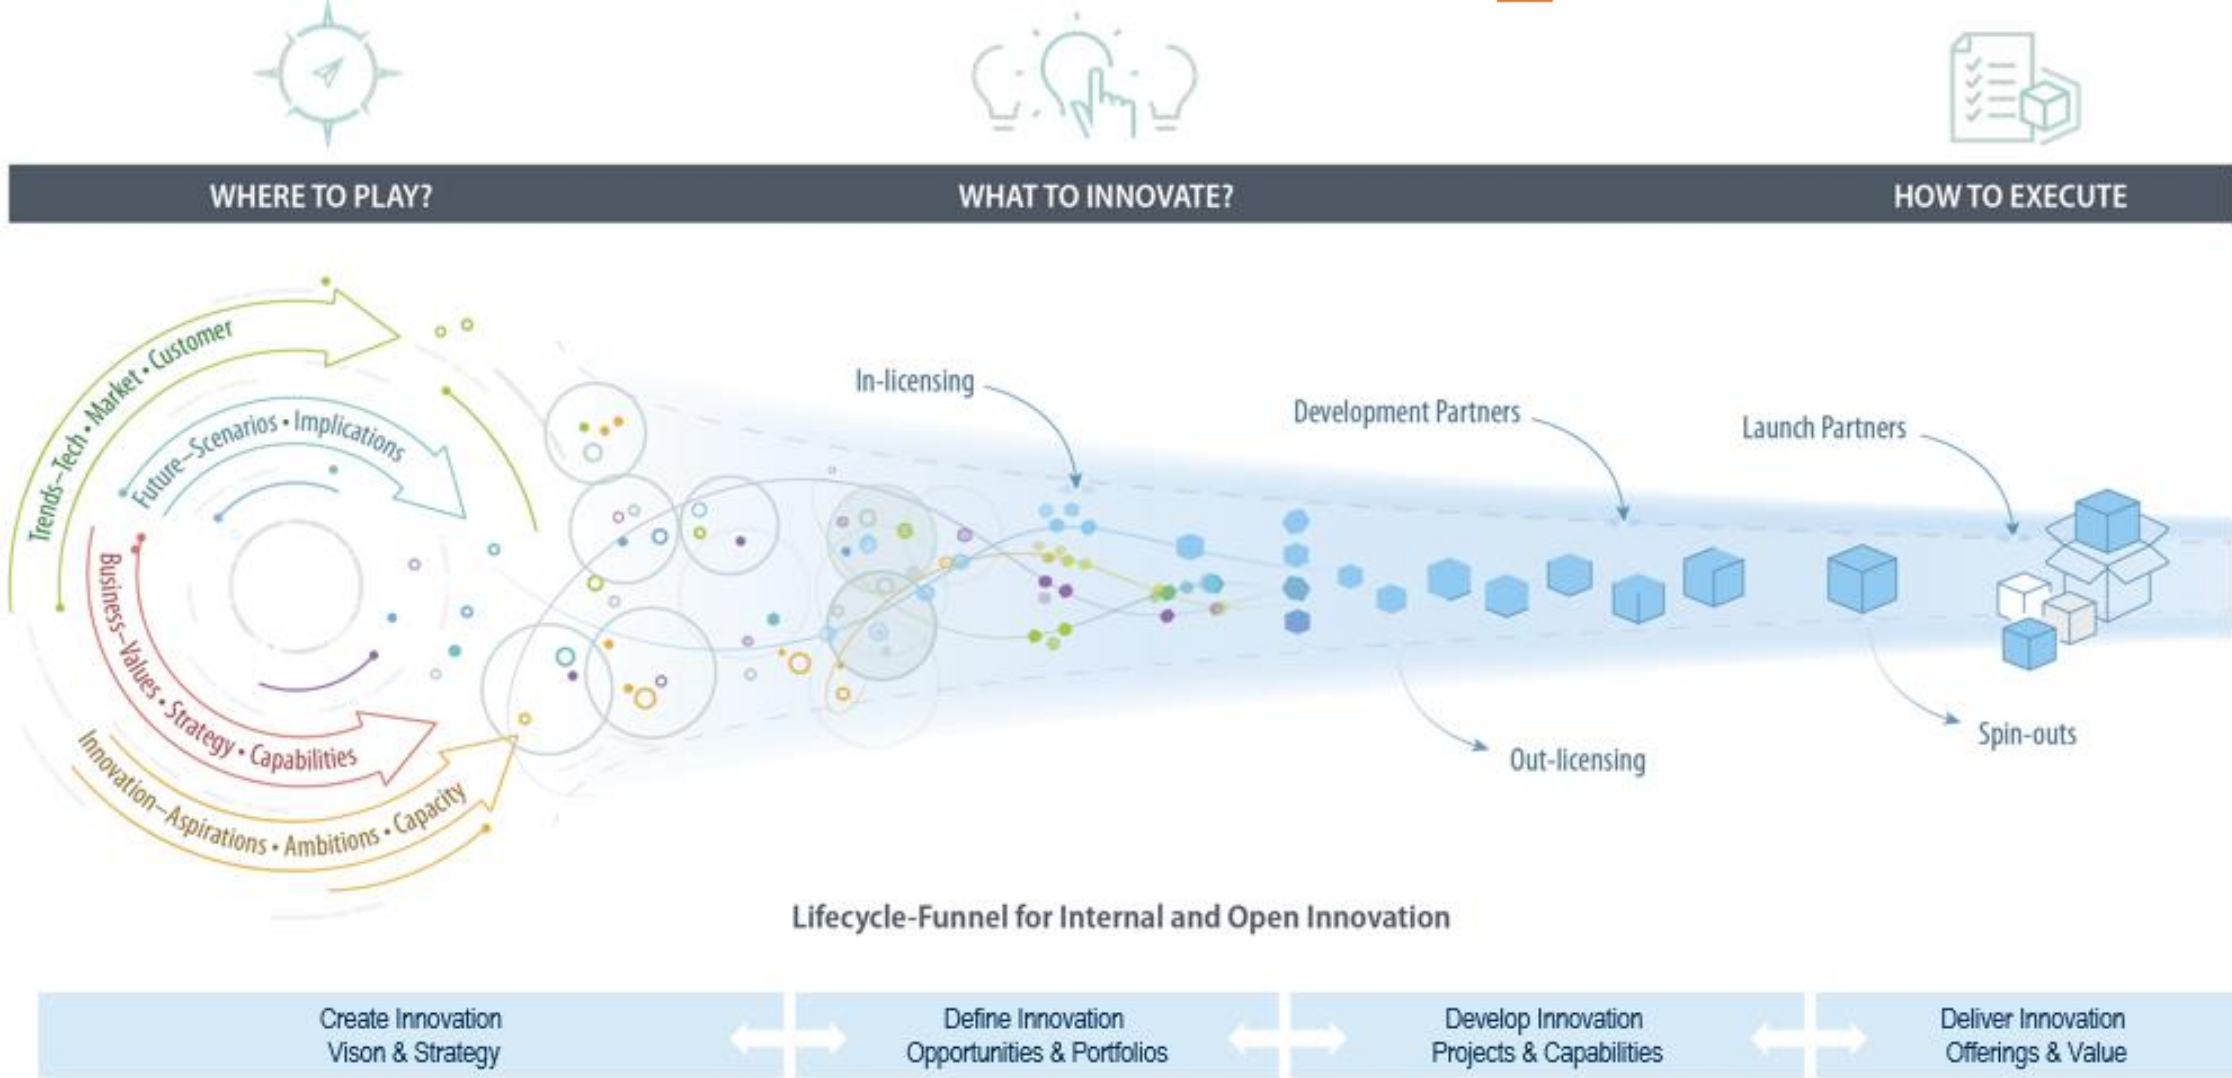 WHERE TO PLAY?
WHAT TO INNOVATE?
HOW TO EXECUTE
Trends–Tech • Market • Customer
Future–Scenarios • Implications
Business–Values • Strategy • Capabilities
Innovation–Aspirations • Ambitions • Capacity
In-licensing
Development Partners
Launch Partners
Out-licensing
Spin-outs
Lifecycle-Funnel for Internal and Open Innovation
Create Innovation
Vison & Strategy
Define Innovation
Opportunities & Portfolios
Develop Innovation
Projects & Capabilities
Deliver Innovation
Offerings & Value